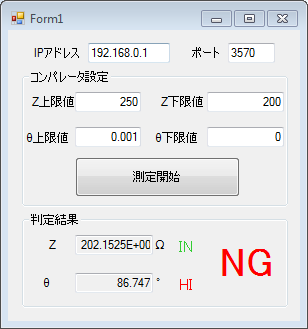 Form1
IPアドレス 192.168.0.1 ポート 3570
コンパレータ設定
Z上限値 250 Z下限値 200
θ上限値 0.001 θ下限値 0
測定開始
判定結果
Z 202.1525E+00 Ω IN
θ 86.747 ° HI
NG